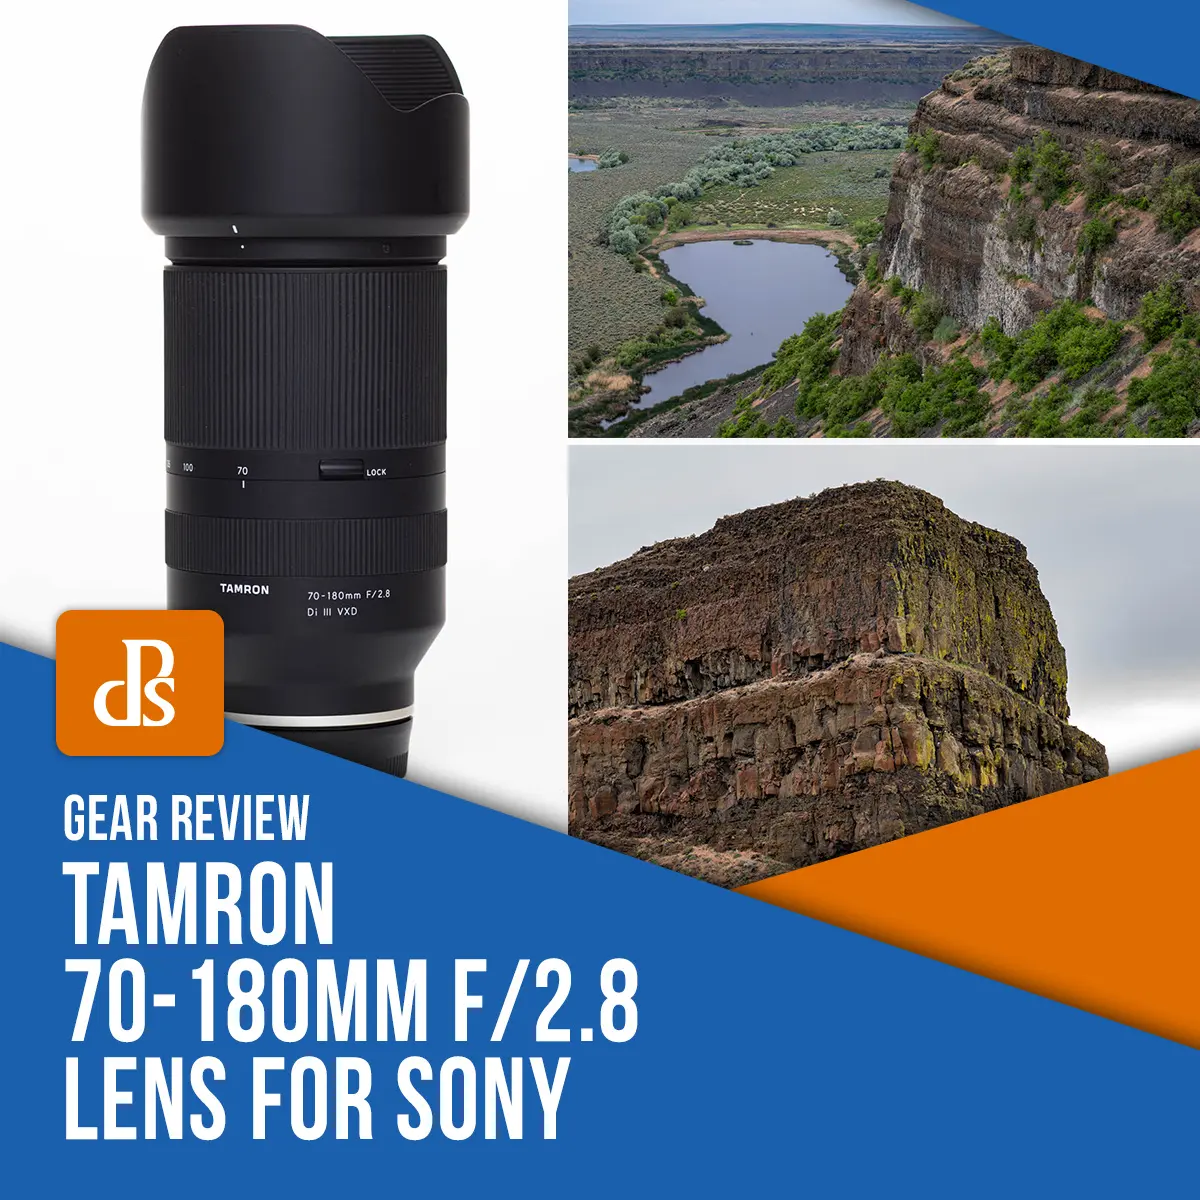 100 70 LOCK
TAMRON
70-180mm F/2.8
Di III VXD
dPs
GEAR REVIEW
TAMRON
70-180MM F/2.8
LENS FOR SONY